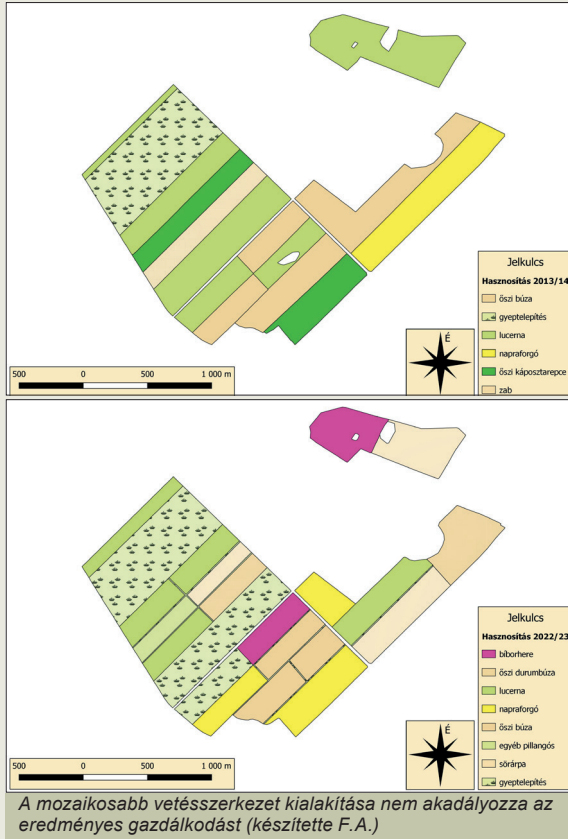 Jelkulcs
Hasznosítás 2013/14
őszi búza
gyeptelepítés
lucerna
napraforgó
őszi káposztarepce
zab
É
500 0 500 1 000 m
Jelkulcs
Hasznosítás 2022/23
bíborhere
őszi durumbúza
lucerna
napraforgó
őszi búza
egyéb pillangós
sörárpa
gyeptelepítés
É
500 0 500 1 000 m
A mozaikosabb vetésszerkezet kialakítása nem akadályozza az
eredményes gazdálkodást (készítette F.A.)